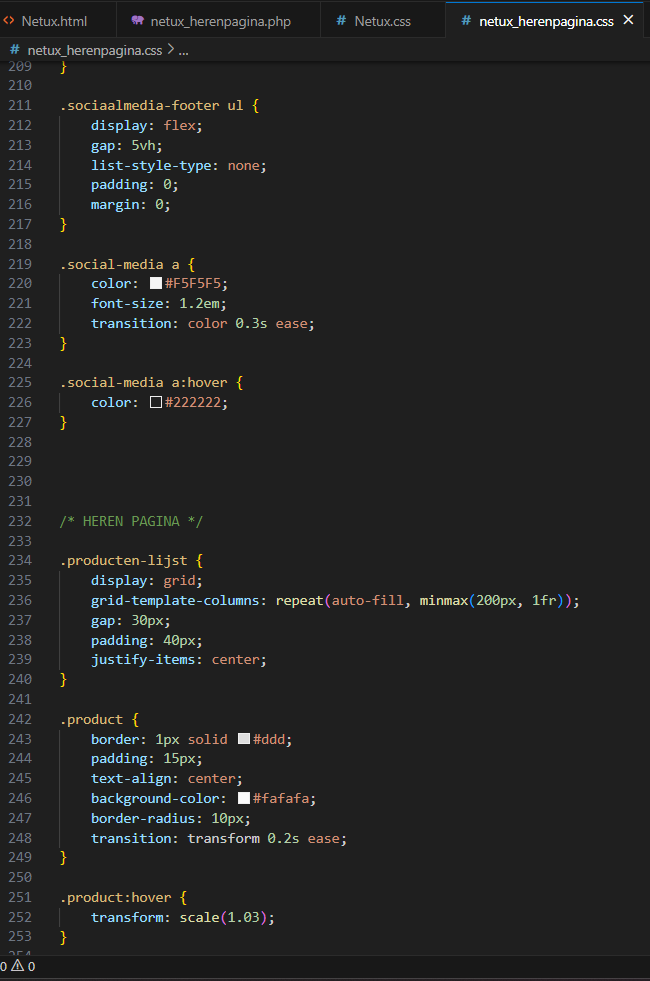 Netux.html netux_herenpagina.php Netux.css netux_herenpagina.css
netux_herenpagina.css > ...
209 }
210
211 .sociaalmedia-footer ul {
212     display: flex;
213     gap: 5vh;
214     list-style-type: none;
215     padding: 0;
216     margin: 0;
217 }
218
219 .social-media a {
220     color: #F5F5F5;
221     font-size: 1.2em;
222     transition: color 0.3s ease;
223 }
224
225 .social-media a:hover {
226     color: #222222;
227 }
228
229
230
231
232 /* HEREN PAGINA */
233
234 .producten-lijst {
235     display: grid;
236     grid-template-columns: repeat(auto-fill, minmax(200px, 1fr));
237     gap: 30px;
238     padding: 40px;
239     justify-items: center;
240 }
241
242 .product {
243     border: 1px solid #ddd;
244     padding: 15px;
245     text-align: center;
246     background-color: #fafafa;
247     border-radius: 10px;
248     transition: transform 0.2s ease;
249 }
250
251 .product:hover {
252     transform: scale(1.03);
253 }
0 0